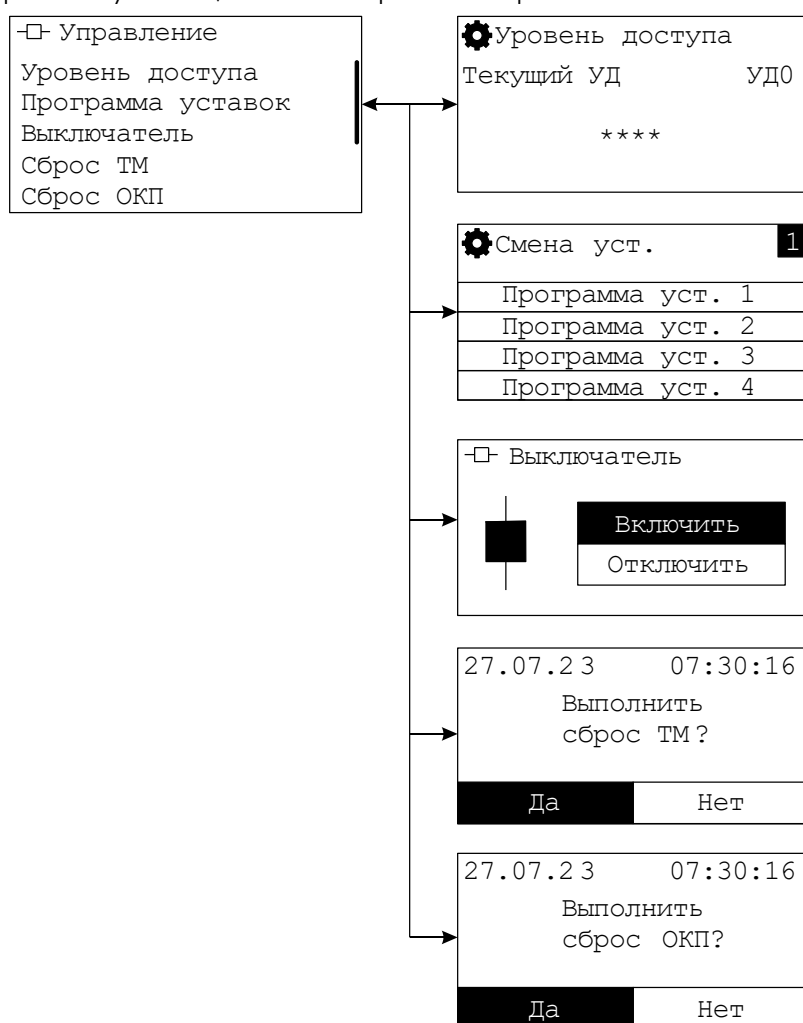 Управление
Уровень доступа
Программа уставок
Выключатель
Сброс ТМ
Сброс ОКП
Уровень доступа
Текущий УД УД0
****
Смена уст. 1
Программа уст. 1
Программа уст. 2
Программа уст. 3
Программа уст. 4
Выключатель
Включить
Отключить
27.07.23 07:30:16
Выполнить
сброс ТМ?
Да Нет
27.07.23 07:30:16
Выполнить
сброс ОКП?
Да Нет